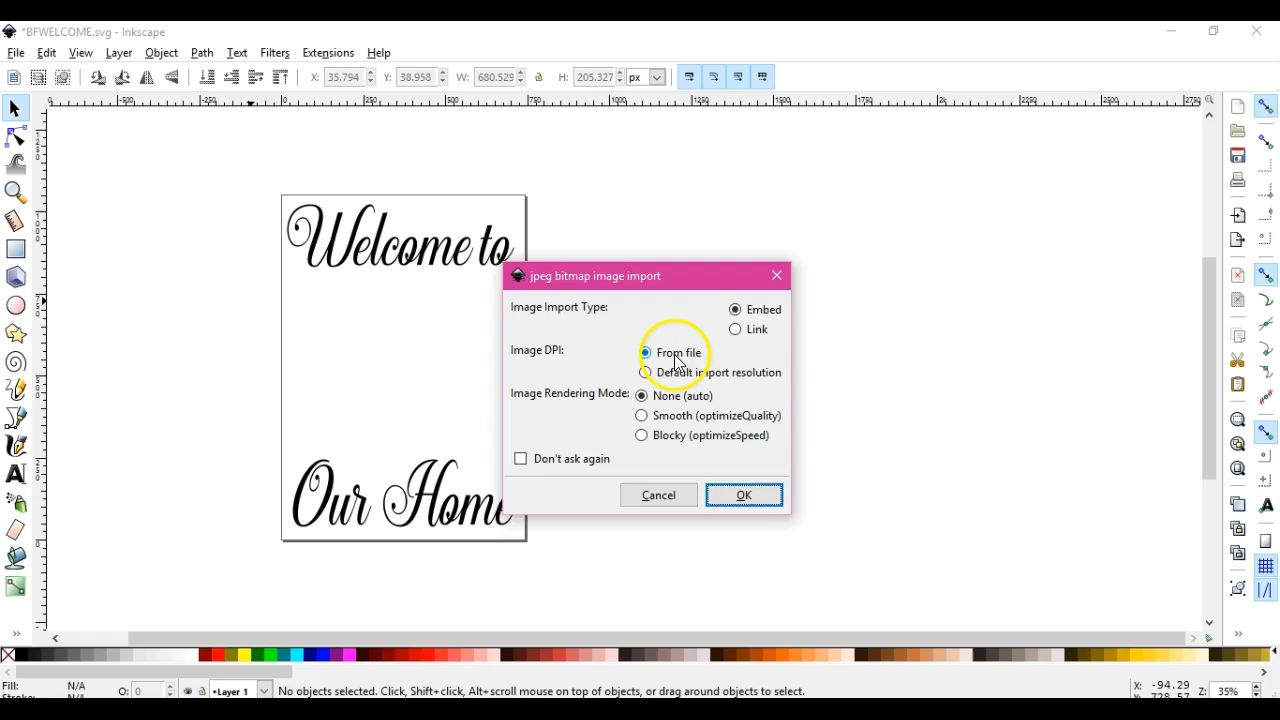 *BFWELCOME.svg - Inkscape
File Edit View Layer Object Path Text Filters Extensions Help
X: 35.794 Y: 38.958 W: 680.529 H: 205.327 px
Welcome to
jpeg bitmap image import
Image Import Type: Embed
Link
Image DPI: From file
Default import resolution
Image Rendering Mode: None (auto)
Smooth (optimizeQuality)
Blocky (optimizeSpeed)
Don't ask again
Cancel OK
Our Home
Fill: N/A O: 0 •Layer 1 No objects selected. Click, Shift+click, Alt+scroll mouse on top of objects, or drag around objects to select. X: -94.29 Z: 35%
Stroke: N/A Y: 728.57